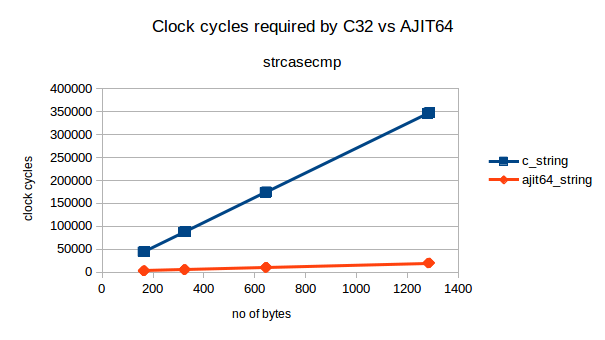 Clock cycles required by C32 vs AJIT64
strcasecmp
400000
350000
300000
250000
200000
150000
100000
50000
0
clock cycles
0 200 400 600 800 1000 1200 1400
no of bytes
c_string
ajit64_string